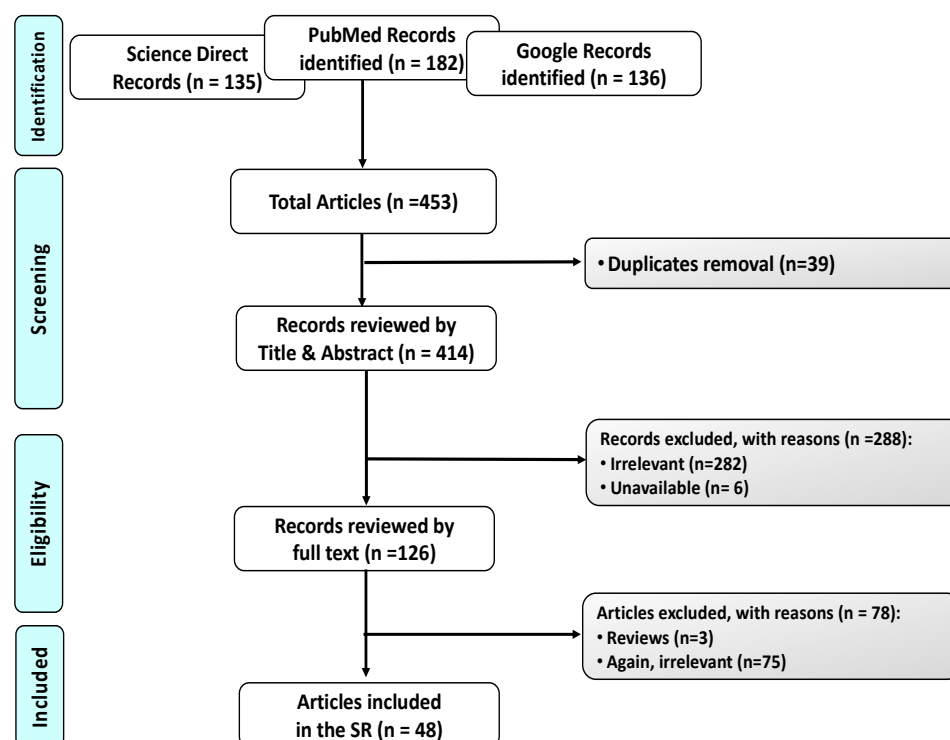 Identification
Science Direct
Records (n = 135)
PubMed Records
identified (n = 182)
Google Records
identified (n = 136)
Screening
Total Articles (n =453)
• Duplicates removal (n=39)
Records reviewed by
Title & Abstract (n = 414)
Eligibility
Records excluded, with reasons (n =288):
• Irrelevant (n=282)
• Unavailable (n= 6)
Records reviewed by
full text (n =126)
Articles excluded, with reasons (n = 78):
• Reviews (n=3)
• Again, irrelevant (n=75)
Included
Articles included
in the SR (n = 48)